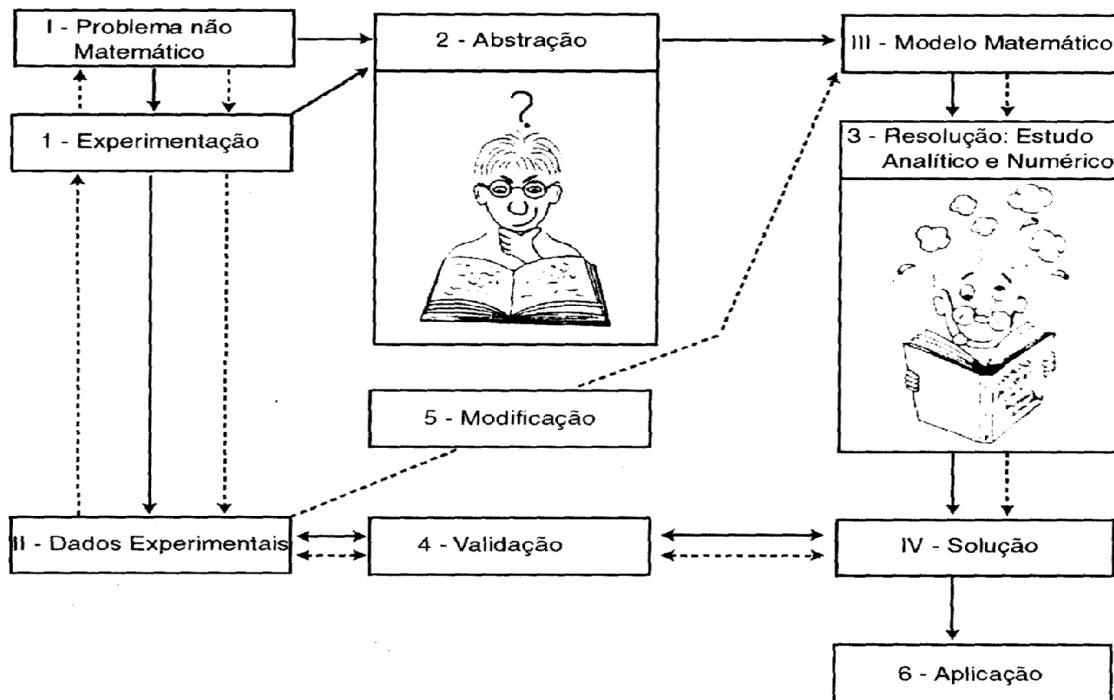 I - Problema não
Matemático
2 - Abstração
III - Modelo Matemático
1 - Experimentação
?
3 - Resolução: Estudo
Analítico e Numérico
5 - Modificação
II - Dados Experimentais
4 - Validação
IV - Solução
6 - Aplicação